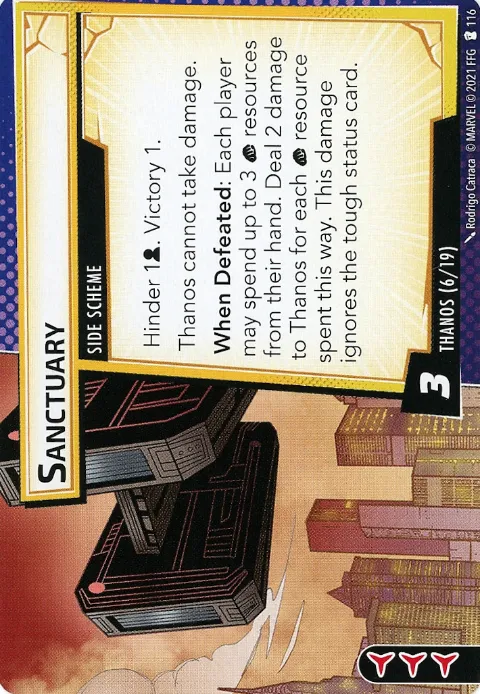 SANCTUARY
SIDE SCHEME
Hinder 1. Victory 1.
Thanos cannot take damage.
When Defeated: Each player
may spend up to 3 resources
from their hand. Deal 2 damage
to Thanos for each resource
spent this way. This damage
ignores the tough status card.
3
THANOS (6/19)
Rodrigo Catraca © MARVEL © 2021 FFG 116